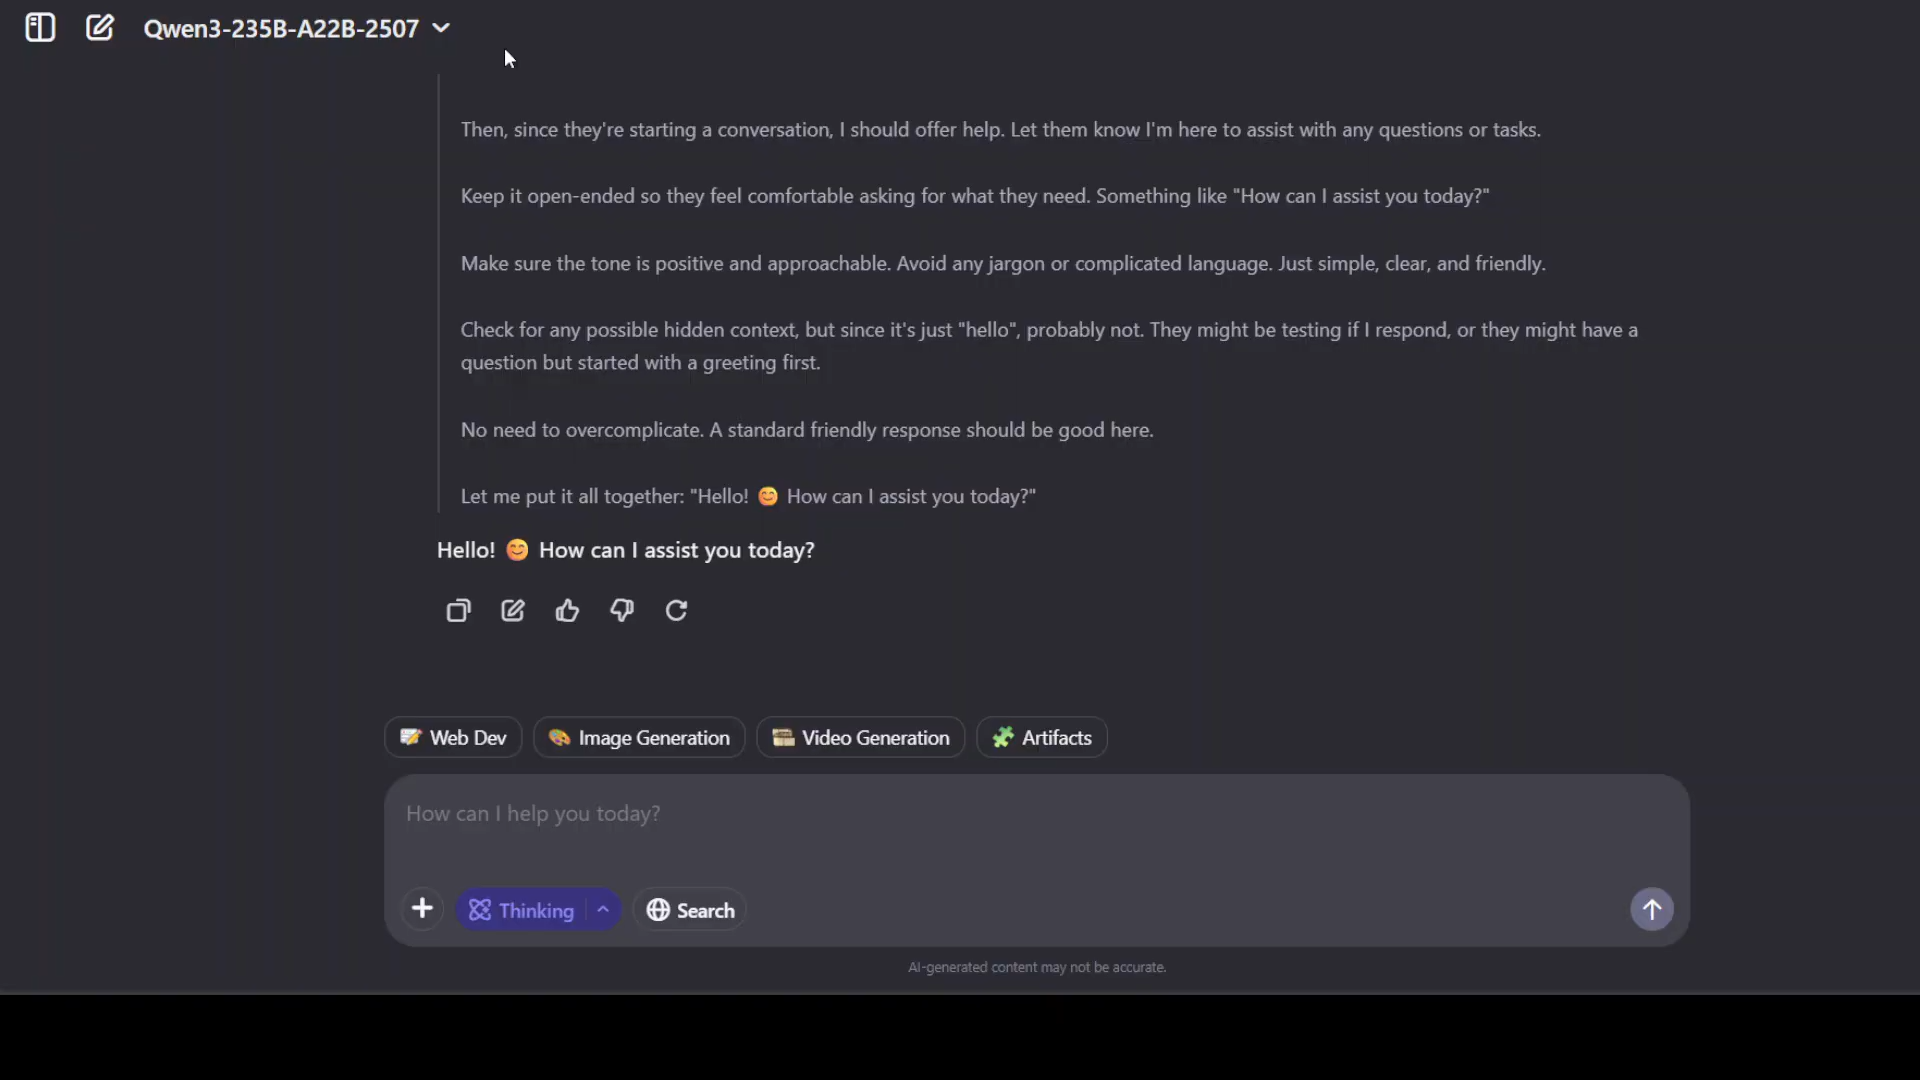 Qwen3-235B-A22B-2507
Then, since they're starting a conversation, I should offer help. Let them know I'm here to assist with any questions or tasks.
Keep it open-ended so they feel comfortable asking for what they need. Something like "How can I assist you today?"
Make sure the tone is positive and approachable. Avoid any jargon or complicated language. Just simple, clear, and friendly.
Check for any possible hidden context, but since it's just "hello", probably not. They might be testing if I respond, or they might have a
question but started with a greeting first.
No need to overcomplicate. A standard friendly response should be good here.
Let me put it all together: "Hello! 😊 How can I assist you today?"
Hello! 😊 How can I assist you today?
Web Dev Image Generation Video Generation Artifacts
How can I help you today?
Thinking Search
AI-generated content may not be accurate.